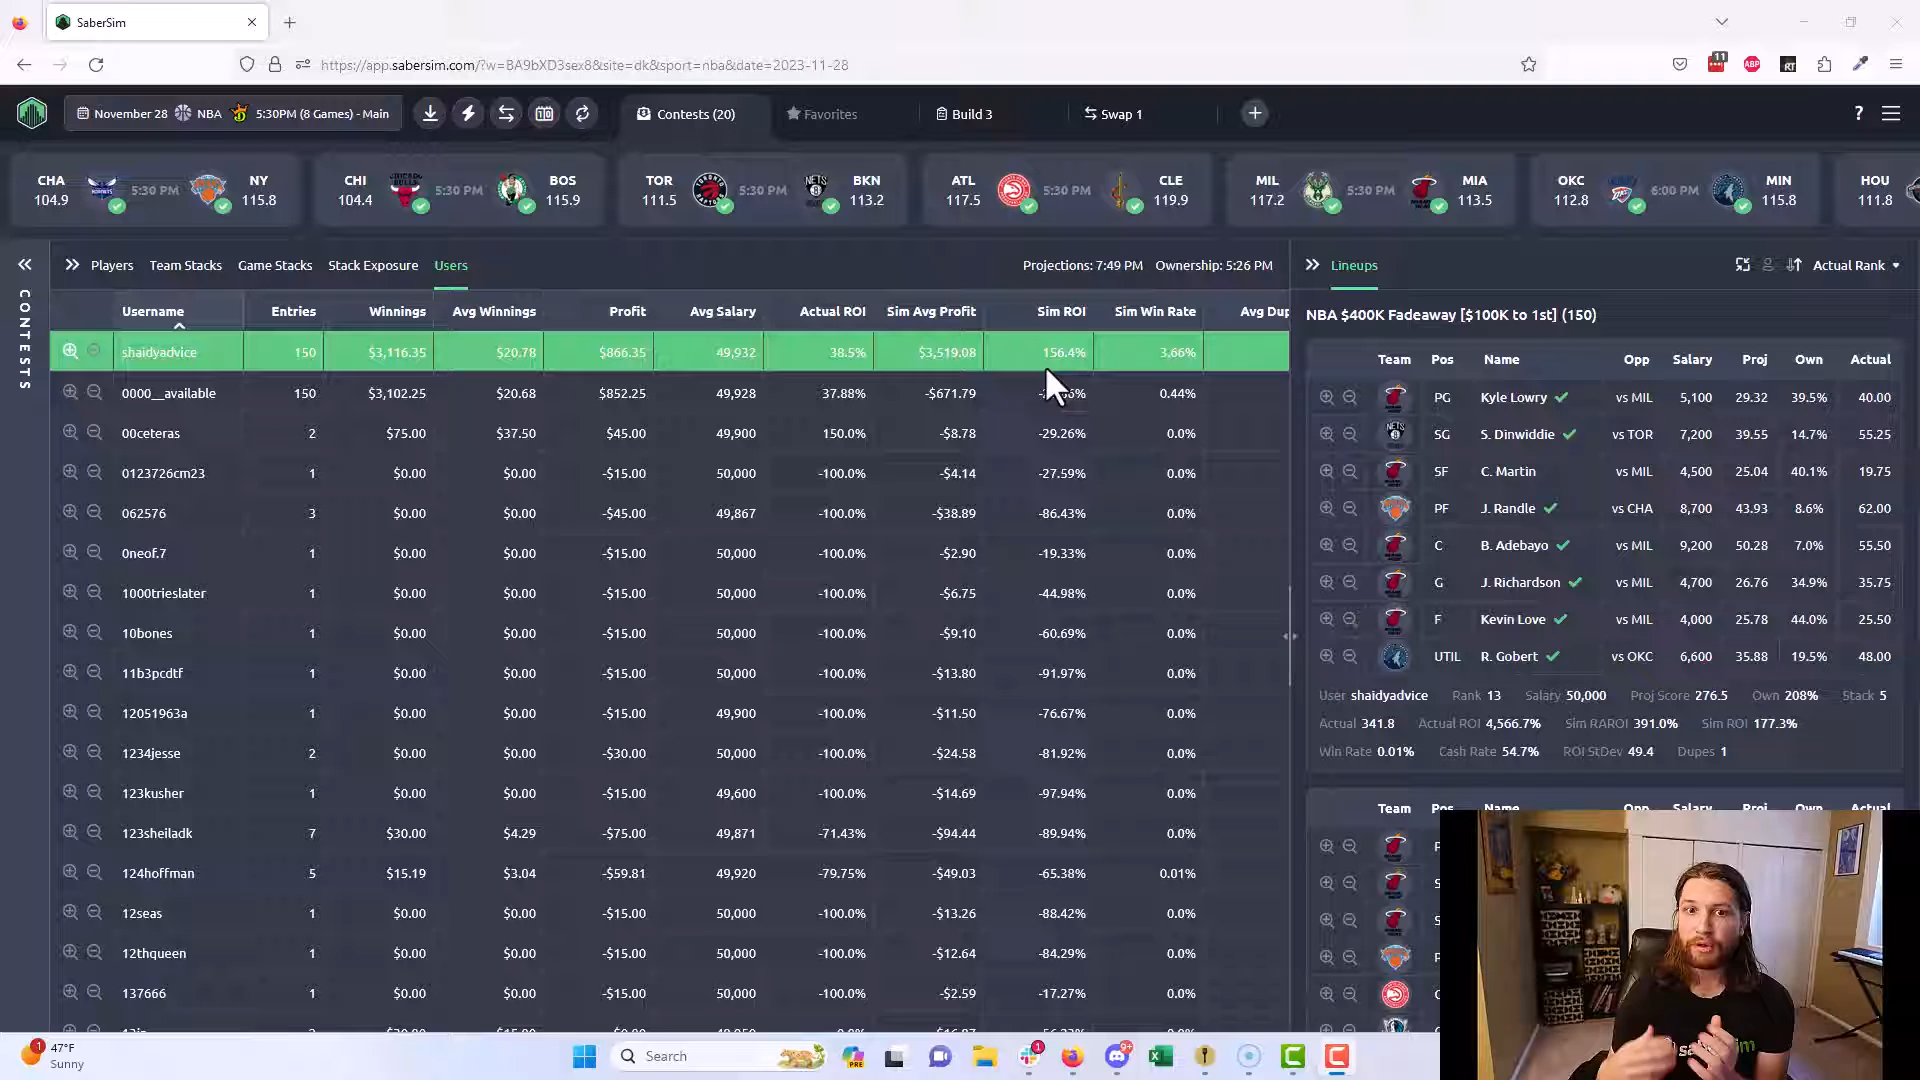 SaberSim
https://app.sabersim.com/?w=BA9bXD3sex8&site=dk&sport=nba&date=2023-11-28
11
ABP
RT
November 28 NBA 5:30PM (8 Games) - Main
Contests (20)
Favorites
Build 3
Swap 1
?
CHA 104.9 5:30 PM NY 115.8
CHI 104.4 5:30 PM BOS 115.9
TOR 111.5 5:30 PM BKN 113.2
ATL 117.5 5:30 PM CLE 119.9
MIL 117.2 5:30 PM MIA 113.5
OKC 112.8 6:00 PM MIN 115.8
HOU 111.8
CONTESTS
Players Team Stacks Game Stacks Stack Exposure Users
Projections: 7:49 PM Ownership: 5:26 PM
Username Entries Winnings Avg Winnings Profit Avg Salary Actual ROI Sim Avg Profit Sim ROI Sim Win Rate Avg Dup
shaidyadvice 150 $3,116.35 $20.78 $866.35 49,932 38.5% $3,519.08 156.4% 3.66%
0000__available 150 $3,102.25 $20.68 $852.25 49,928 37.88% -$671.79 0.44%
00ceteras 2 $75.00 $37.50 $45.00 49,900 150.0% -$8.78 -29.26% 0.0%
0123726cm23 1 $0.00 $0.00 -$15.00 50,000 -100.0% -$4.14 -27.59% 0.0%
062576 3 $0.00 $0.00 -$45.00 49,867 -100.0% -$38.89 -86.43% 0.0%
0neof.7 1 $0.00 $0.00 -$15.00 50,000 -100.0% -$2.90 -19.33% 0.0%
1000trieslater 1 $0.00 $0.00 -$15.00 50,000 -100.0% -$6.75 -44.98% 0.0%
10bones 1 $0.00 $0.00 -$15.00 50,000 -100.0% -$9.10 -60.69% 0.0%
11b3pcdtf 1 $0.00 $0.00 -$15.00 50,000 -100.0% -$13.80 -91.97% 0.0%
12051963a 1 $0.00 $0.00 -$15.00 49,900 -100.0% -$11.50 -76.67% 0.0%
1234jesse 2 $0.00 $0.00 -$30.00 50,000 -100.0% -$24.58 -81.92% 0.0%
123kusher 1 $0.00 $0.00 -$15.00 49,600 -100.0% -$14.69 -97.94% 0.0%
123sheiladk 7 $30.00 $4.29 -$75.00 49,871 -71.43% -$94.44 -89.94% 0.0%
124hoffman 5 $15.19 $3.04 -$59.81 49,920 -79.75% -$49.03 -65.38% 0.01%
12seas 1 $0.00 $0.00 -$15.00 50,000 -100.0% -$13.26 -88.42% 0.0%
12thqueen 1 $0.00 $0.00 -$15.00 50,000 -100.0% -$12.64 -84.29% 0.0%
137666 1 $0.00 $0.00 -$15.00 50,000 -100.0% -$2.59 -17.27% 0.0%
Lineups
Actual Rank
NBA $400K Fadeaway [$100K to 1st] (150)
Team Pos Name Opp Salary Proj Own Actual
PG Kyle Lowry vs MIL 5,100 29.32 39.5% 40.00
SG S. Dinwiddie vs TOR 7,200 39.55 14.7% 55.25
SF C. Martin vs MIL 4,500 25.04 40.1% 19.75
PF J. Randle vs CHA 8,700 43.93 8.6% 62.00
C B. Adebayo vs MIL 9,200 50.28 7.0% 55.50
G J. Richardson vs MIL 4,700 26.76 34.9% 35.75
F Kevin Love vs MIL 4,000 25.78 44.0% 25.50
UTIL R. Gobert vs OKC 6,600 35.88 19.5% 48.00
User shaidyadvice Rank 13 Salary 50,000 Proj Score 276.5 Own 208% Stack 5
Actual 341.8 Actual ROI 4,566.7% Sim RAROI 391.0% Sim ROI 177.3%
Win Rate 0.01% Cash Rate 54.7% ROI StDev 49.4 Dupes 1
Team Pos Name Opp Salary Proj Own Actual
1
47°F
Sunny
Search
PRE
1
9+